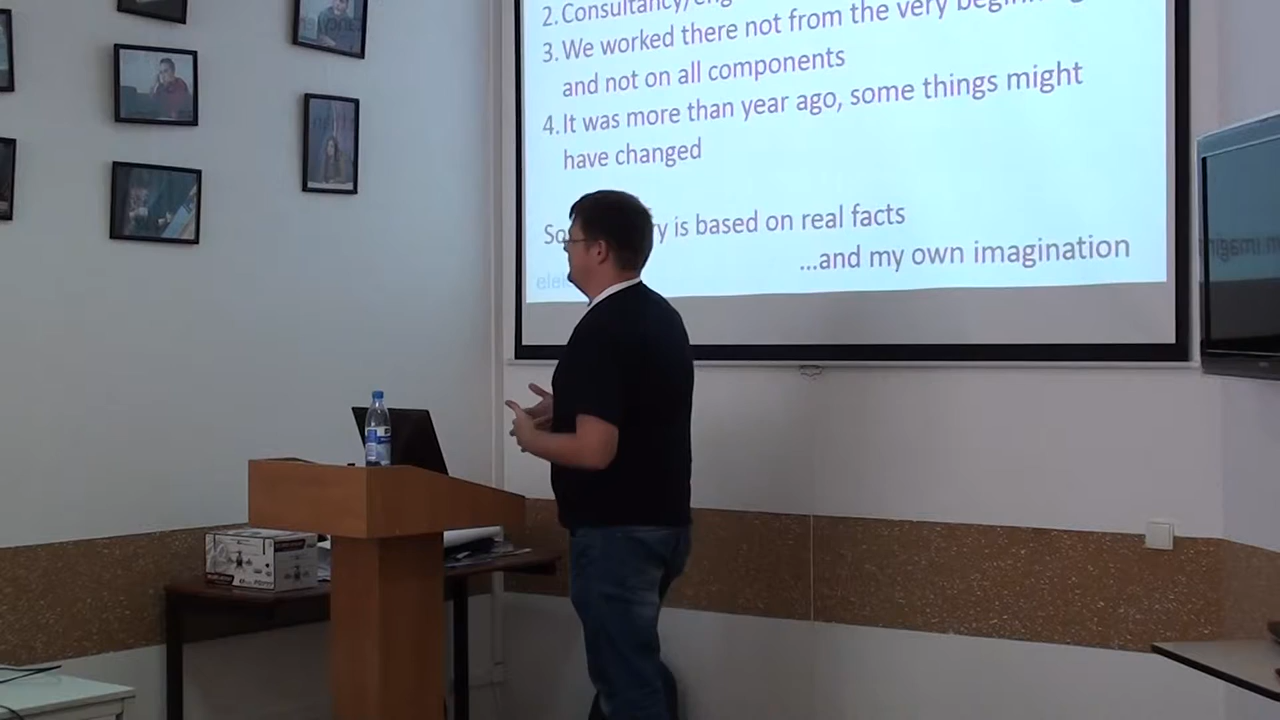 2. Consultancy/
3. We worked there not from the very
and not on all components
4. It was more than year ago, some things might
have changed
So is based on real facts
...and my own imagination